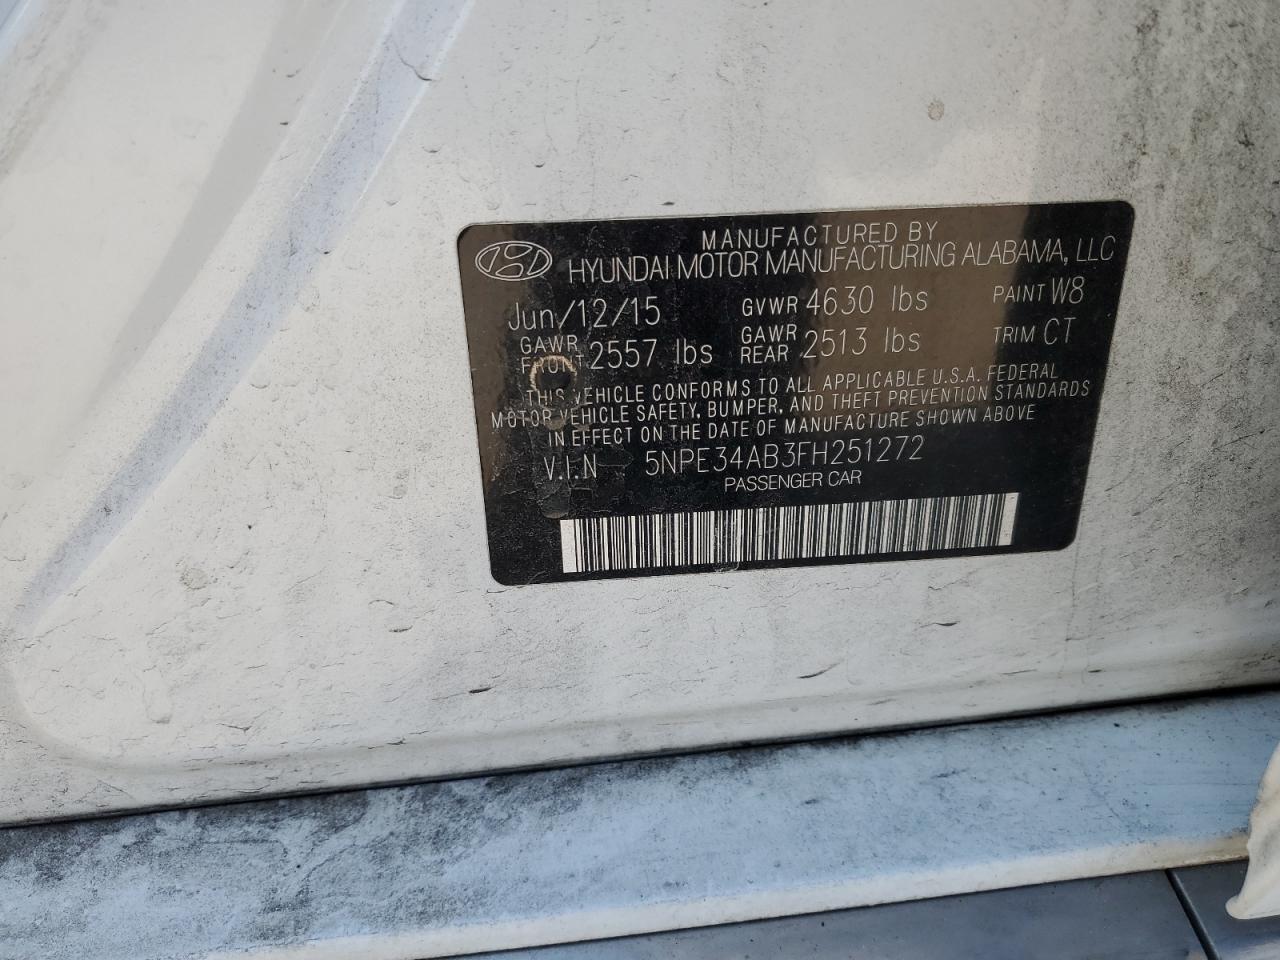 MANUFACTURED BY
HYUNDAI MOTOR MANUFACTURING ALABAMA, LLC
Jun/12/15 GVWR 4630 lbs PAINT W8
GAWR FRONT 2557 lbs GAWR REAR 2513 lbs TRIM CT
THIS VEHICLE CONFORMS TO ALL APPLICABLE U.S.A. FEDERAL
MOTOR VEHICLE SAFETY, BUMPER, AND THEFT PREVENTION STANDARDS
IN EFFECT ON THE DATE OF MANUFACTURE SHOWN ABOVE
V.I.N 5NPE34AB3FH251272
PASSENGER CAR